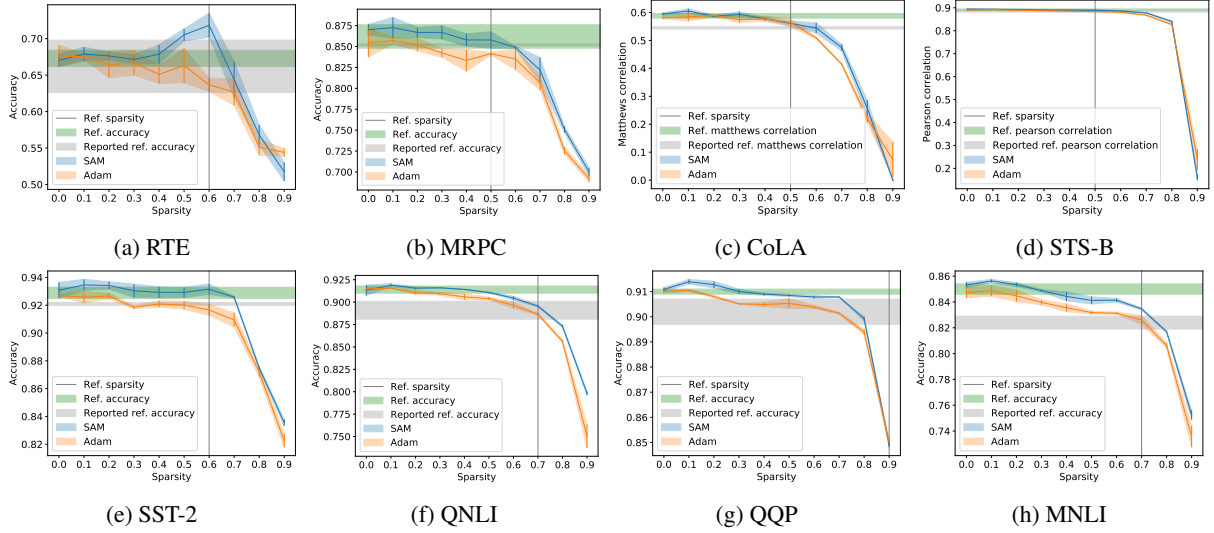 0.70
0.65
0.60
0.55
0.50
Accuracy
Ref. sparsity
Ref. accuracy
Reported ref. accuracy
SAM
Adam
0.0 0.1 0.2 0.3 0.4 0.5 0.6 0.7 0.8 0.9
Sparsity
(a) RTE
0.875
0.850
0.825
0.800
0.775
0.750
0.725
0.700
Accuracy
Ref. sparsity
Ref. accuracy
Reported ref. accuracy
SAM
Adam
0.0 0.1 0.2 0.3 0.4 0.5 0.6 0.7 0.8 0.9
Sparsity
(b) MRPC
0.6
0.5
0.4
0.3
0.2
0.1
0.0
Matthews correlation
Ref. sparsity
Ref. matthews correlation
Reported ref. matthews correlation
SAM
Adam
0.0 0.1 0.2 0.3 0.4 0.5 0.6 0.7 0.8 0.9
Sparsity
(c) CoLA
0.9
0.8
0.7
0.6
0.5
0.4
0.3
0.2
Pearson correlation
Ref. sparsity
Ref. pearson correlation
Reported ref. pearson correlation
SAM
Adam
0.0 0.1 0.2 0.3 0.4 0.5 0.6 0.7 0.8 0.9
Sparsity
(d) STS-B
0.94
0.92
0.90
0.88
0.86
0.84
0.82
Accuracy
Ref. sparsity
Ref. accuracy
Reported ref. accuracy
SAM
Adam
0.0 0.1 0.2 0.3 0.4 0.5 0.6 0.7 0.8 0.9
Sparsity
(e) SST-2
0.925
0.900
0.875
0.850
0.825
0.800
0.775
0.750
Accuracy
Ref. sparsity
Ref. accuracy
Reported ref. accuracy
SAM
Adam
0.0 0.1 0.2 0.3 0.4 0.5 0.6 0.7 0.8 0.9
Sparsity
(f) QNLI
0.91
0.90
0.89
0.88
0.87
0.86
0.85
Accuracy
Ref. sparsity
Ref. accuracy
Reported ref. accuracy
SAM
Adam
0.0 0.1 0.2 0.3 0.4 0.5 0.6 0.7 0.8 0.9
Sparsity
(g) QQP
0.86
0.84
0.82
0.80
0.78
0.76
0.74
Accuracy
Ref. sparsity
Ref. accuracy
Reported ref. accuracy
SAM
Adam
0.0 0.1 0.2 0.3 0.4 0.5 0.6 0.7 0.8 0.9
Sparsity
(h) MNLI